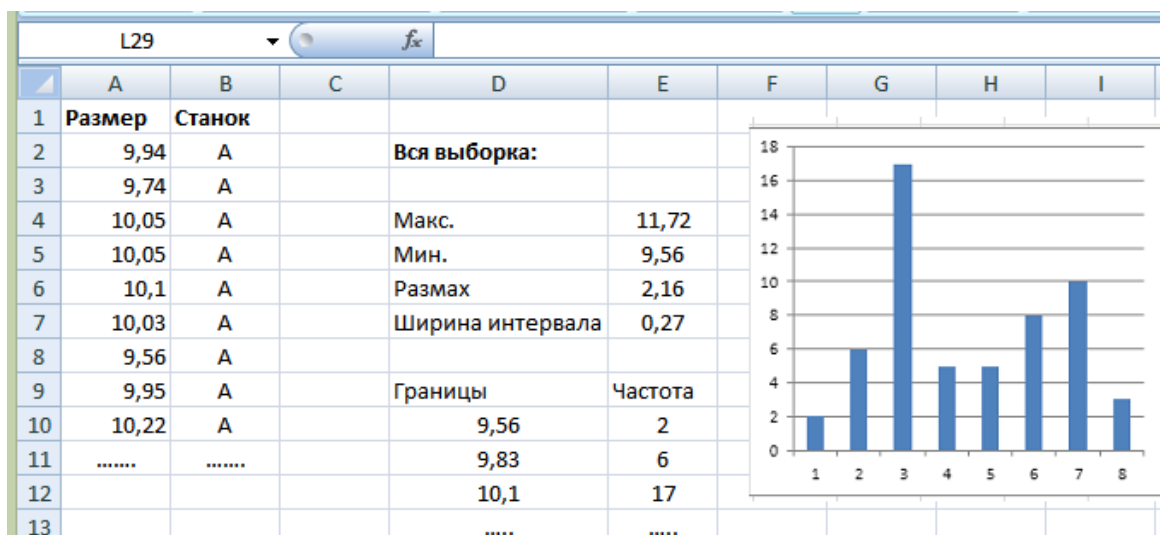 L29 fx
A B C D E F G H I
1 Размер Станок
2 9,94 A Вся выборка:
3 9,74 A
4 10,05 A Макс. 11,72
5 10,05 A Мин. 9,56
6 10,1 A Размах 2,16
7 10,03 A Ширина интервала 0,27
8 9,56 A
9 9,95 A Границы Частота
10 10,22 A 9,56 2
11 ....... ....... 9,83 6
12 10,1 17
13 ..... .....
18
16
14
12
10
8
6
4
2
0
1 2 3 4 5 6 7 8